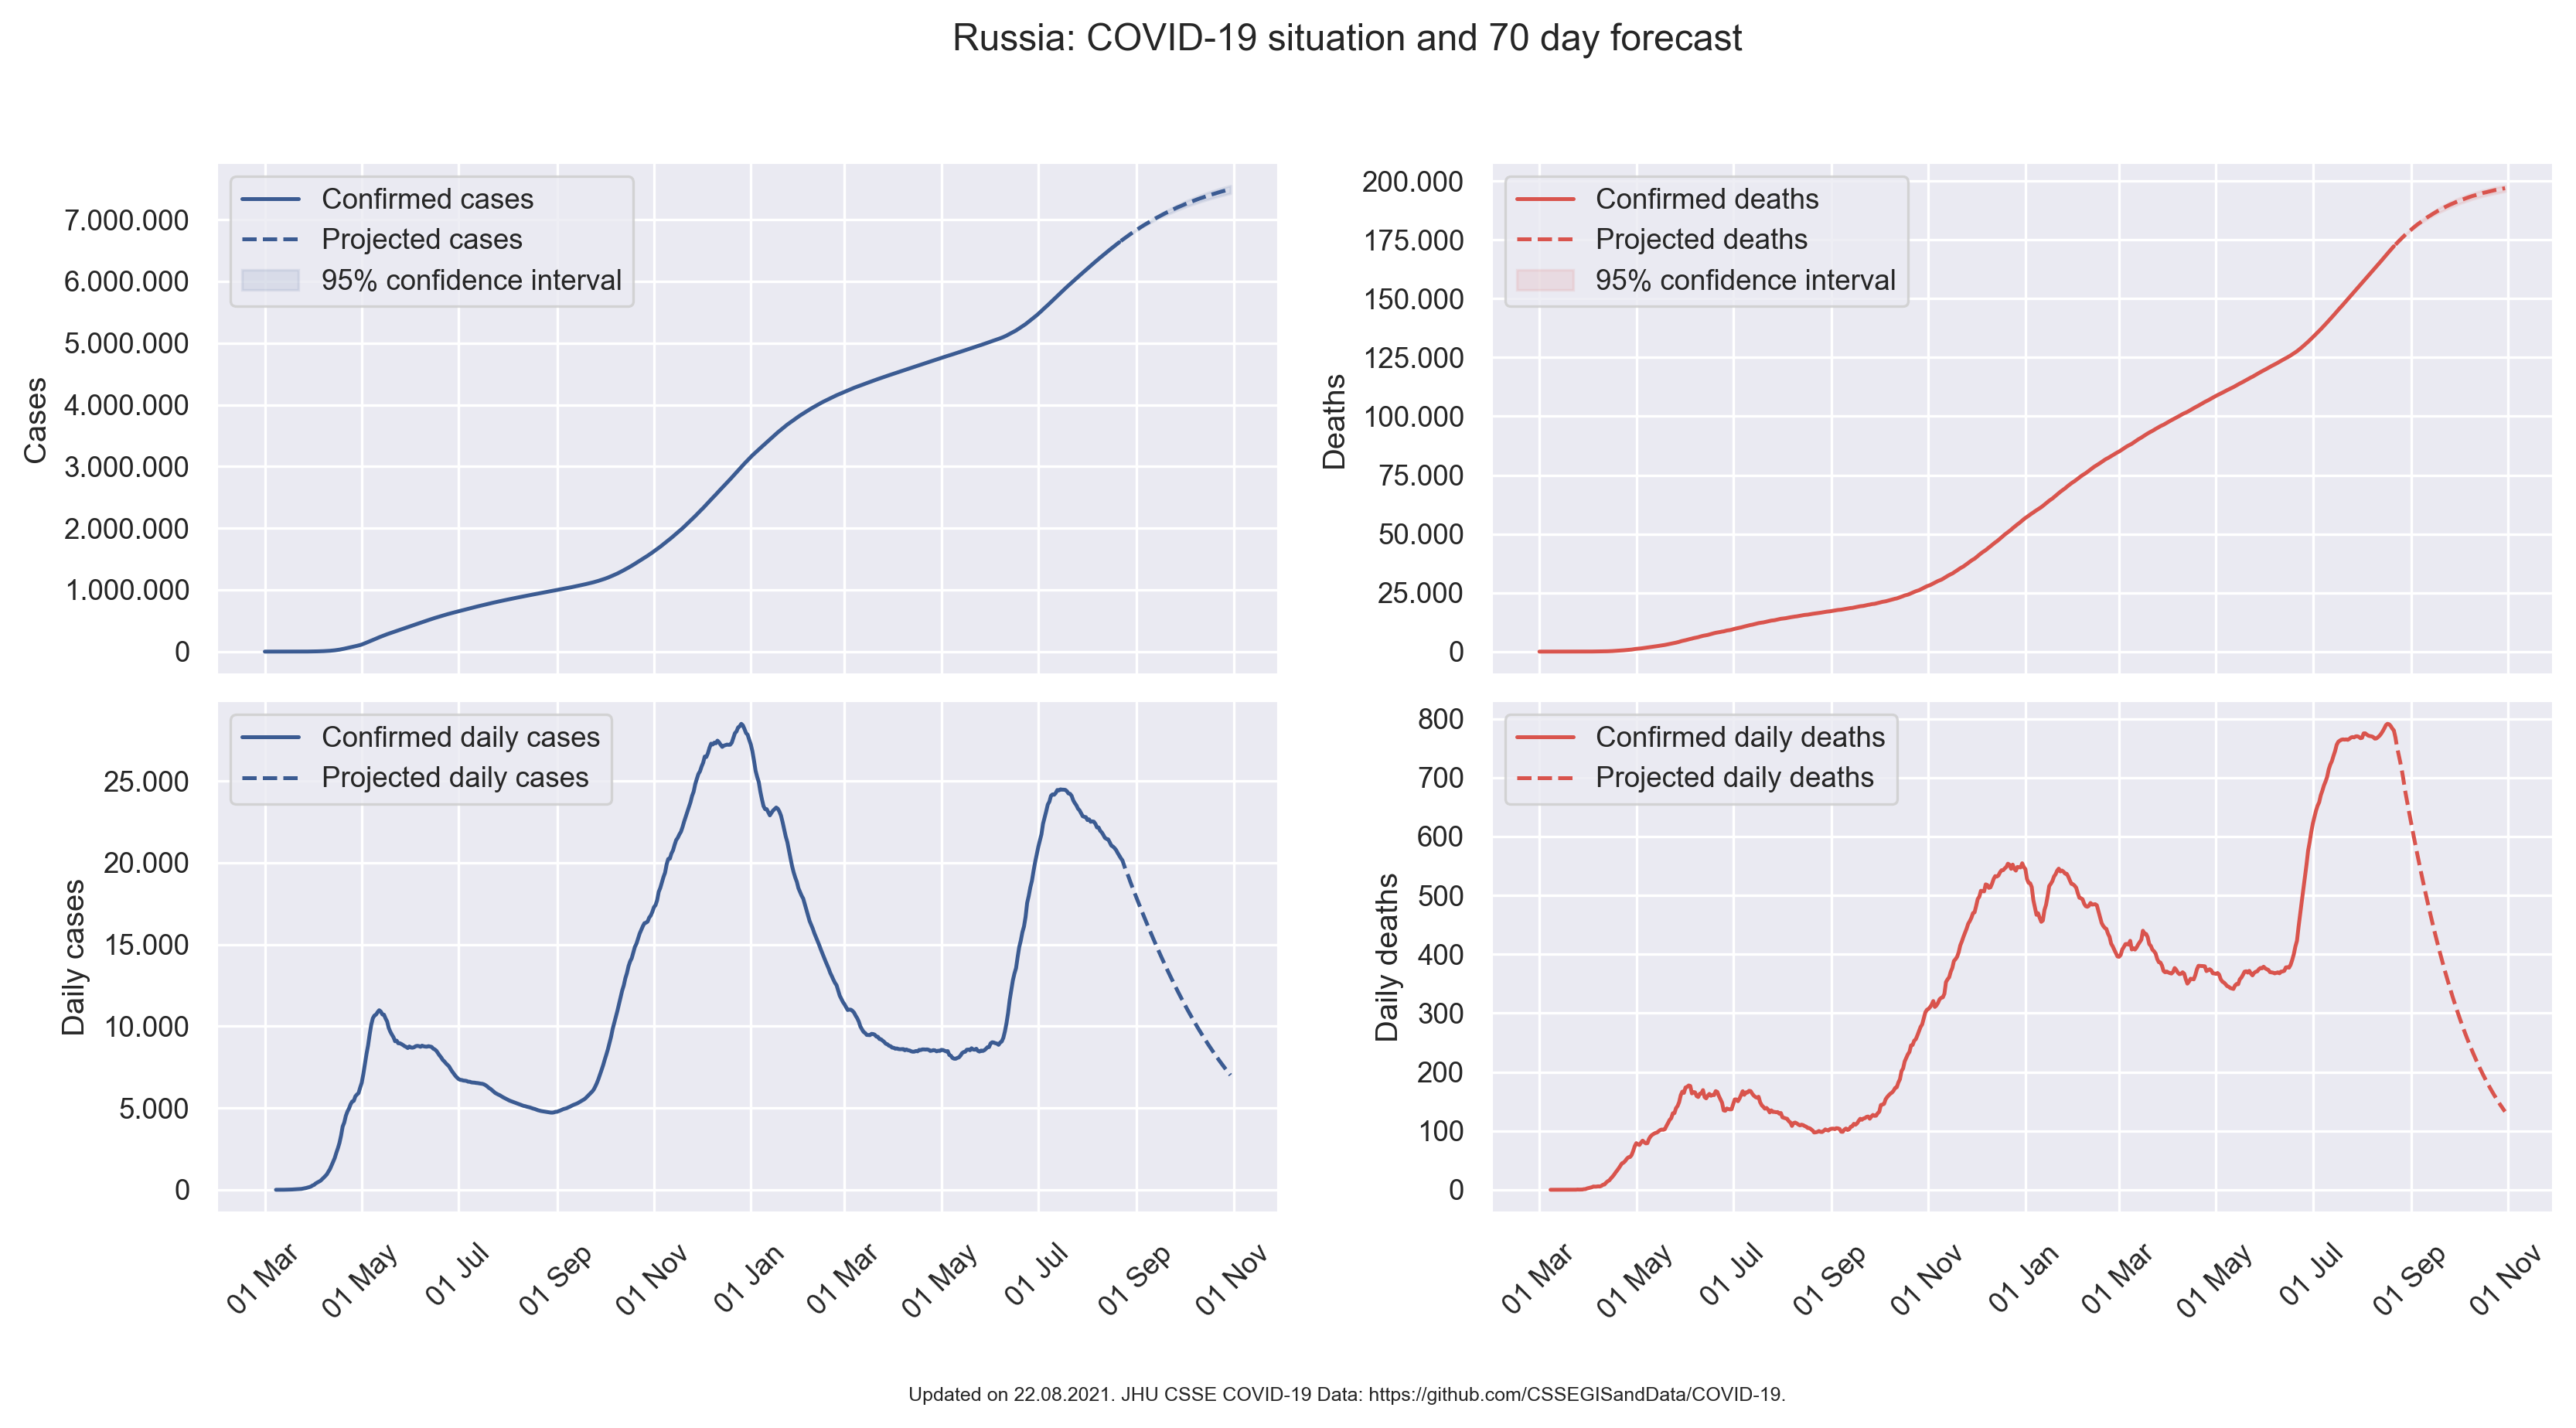 Russia: COVID-19 situation and 70 day forecast
Confirmed cases
Projected cases
95% confidence interval
7.000.000
6.000.000
5.000.000
4.000.000
3.000.000
2.000.000
1.000.000
0
Cases
Confirmed deaths
Projected deaths
95% confidence interval
200.000
175.000
150.000
125.000
100.000
75.000
50.000
25.000
0
Deaths
Confirmed daily cases
Projected daily cases
25.000
20.000
15.000
10.000
5.000
0
Daily cases
01 Mar
01 May
01 Jul
01 Sep
01 Nov
01 Jan
01 Mar
01 May
01 Jul
01 Sep
01 Nov
Confirmed daily deaths
Projected daily deaths
800
700
600
500
400
300
200
100
0
Daily deaths
01 Mar
01 May
01 Jul
01 Sep
01 Nov
01 Jan
01 Mar
01 May
01 Jul
01 Sep
01 Nov
Updated on 22.08.2021. JHU CSSE COVID-19 Data: https://github.com/CSSEGISandData/COVID-19.